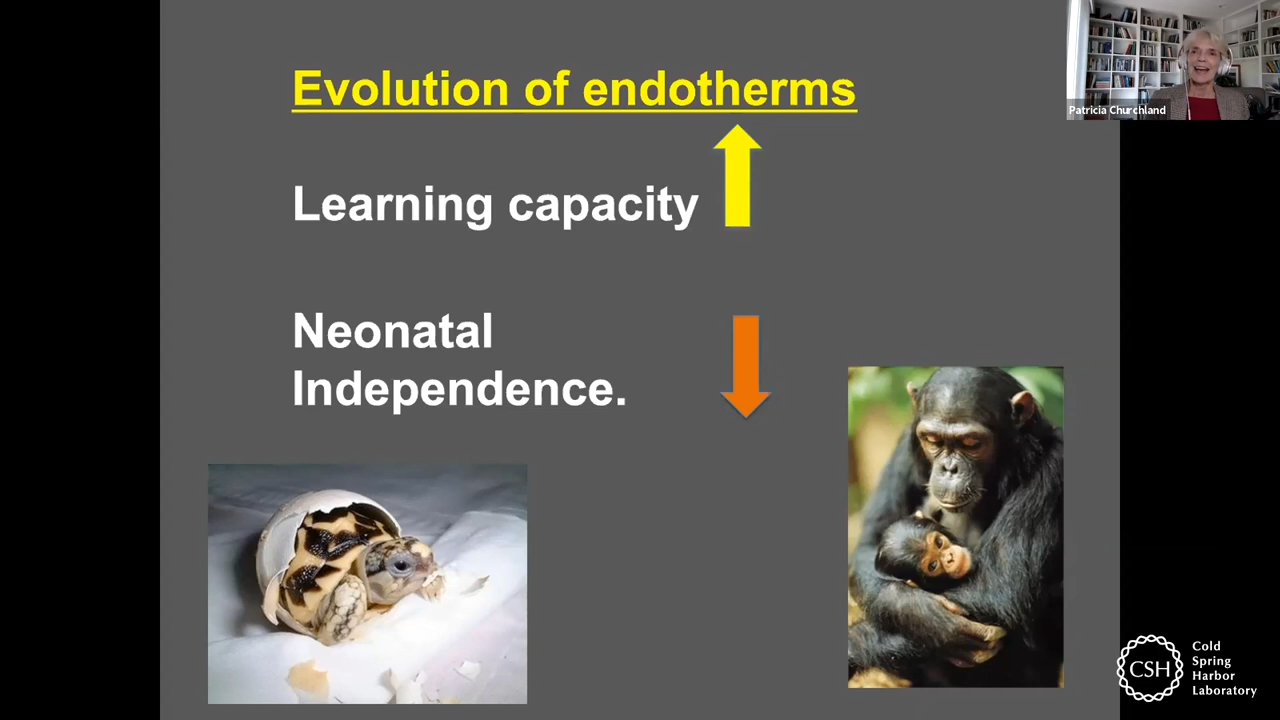 Evolution of endotherms
Learning capacity
Neonatal
Independence.
Patricia Churchland
CSH
Cold
Spring
Harbor
Laboratory